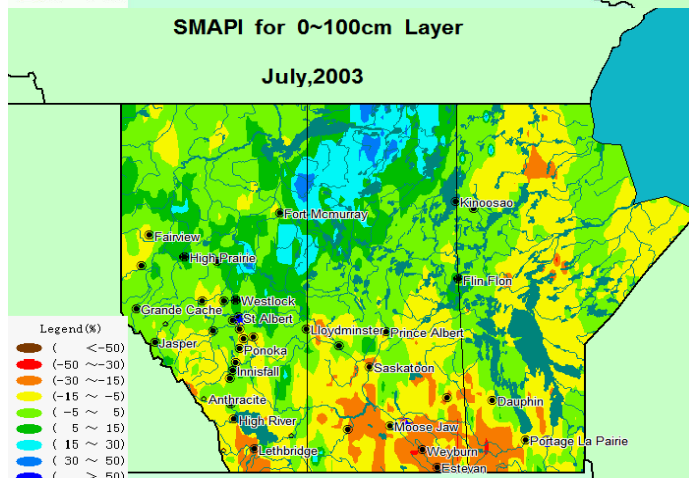 SMAPI for 0~100cm Layer
July,2003
Kinoosao
Fort Mcmurray
Fairview
High Prairie
Flin Flon
Westlock
Grande Cache
St Albert
Lloydminster
Prince Albert
Jasper
Ponoka
Innisfall
Saskatoon
Anthracite
Dauphin
High River
Moose Jaw
Portage La Pairie
Lethbridge
Weyburn
Estevan
Legend(%)
( <-50)
(-50 ~-30)
(-30 ~-15)
(-15 ~ -5)
( -5 ~ 5)
( 5 ~ 15)
( 15 ~ 30)
( 30 ~ 50)
( > 50)